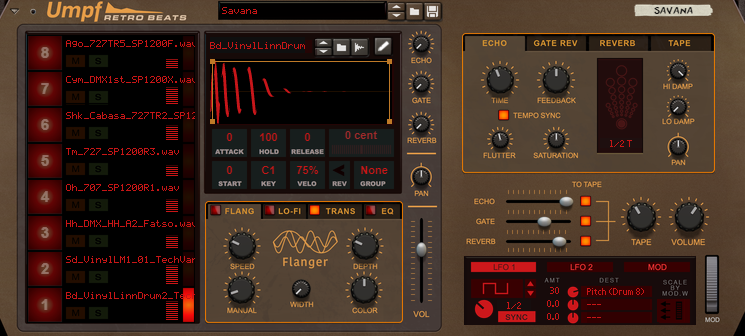 Umpf RETRO BEATS
Savana
SAVANA
8 Ago_727TR5_SP1200F.wav
M S
7 Cym_DMX1st_SP1200X.wav
M S
6 Shk_Cabasa_727TR2_SP12
M S
5 Tm_727_SP1200R3.wav
M S
4 Oh_707_SP1200R1.wav
M S
3 Hh_DMX_HH_A2_Fatso.wav
M S
2 Sd_VinylLM1_01_TechVar
M S
1 Bd_VinylLinnDrum2_Te
M S
Bd_VinylLinnDrum
0 100 0 0 cent
ATTACK HOLD RELEASE
0 C1 75% < None
START KEY VELO REV GROUP
FLANG LO-FI TRANS EQ
SPEED Flanger DEPTH
MANUAL WIDTH COLOR
ECHO
GATE
REVERB
PAN
VOL
ECHO GATE REV REVERB TAPE
TIME FEEDBACK
TEMPO SYNC
FLUTTER SATURATION
1/2 T
HI DAMP
LO DAMP
PAN
TO TAPE
ECHO
GATE
REVERB
TAPE VOLUME
LFO 1 LFO 2 MOD
AMT DEST
30 Pitch (Drum 8)
1/2 0.0 ---
SYNC 0.0 ---
SCALE BY MOD.W
MOD